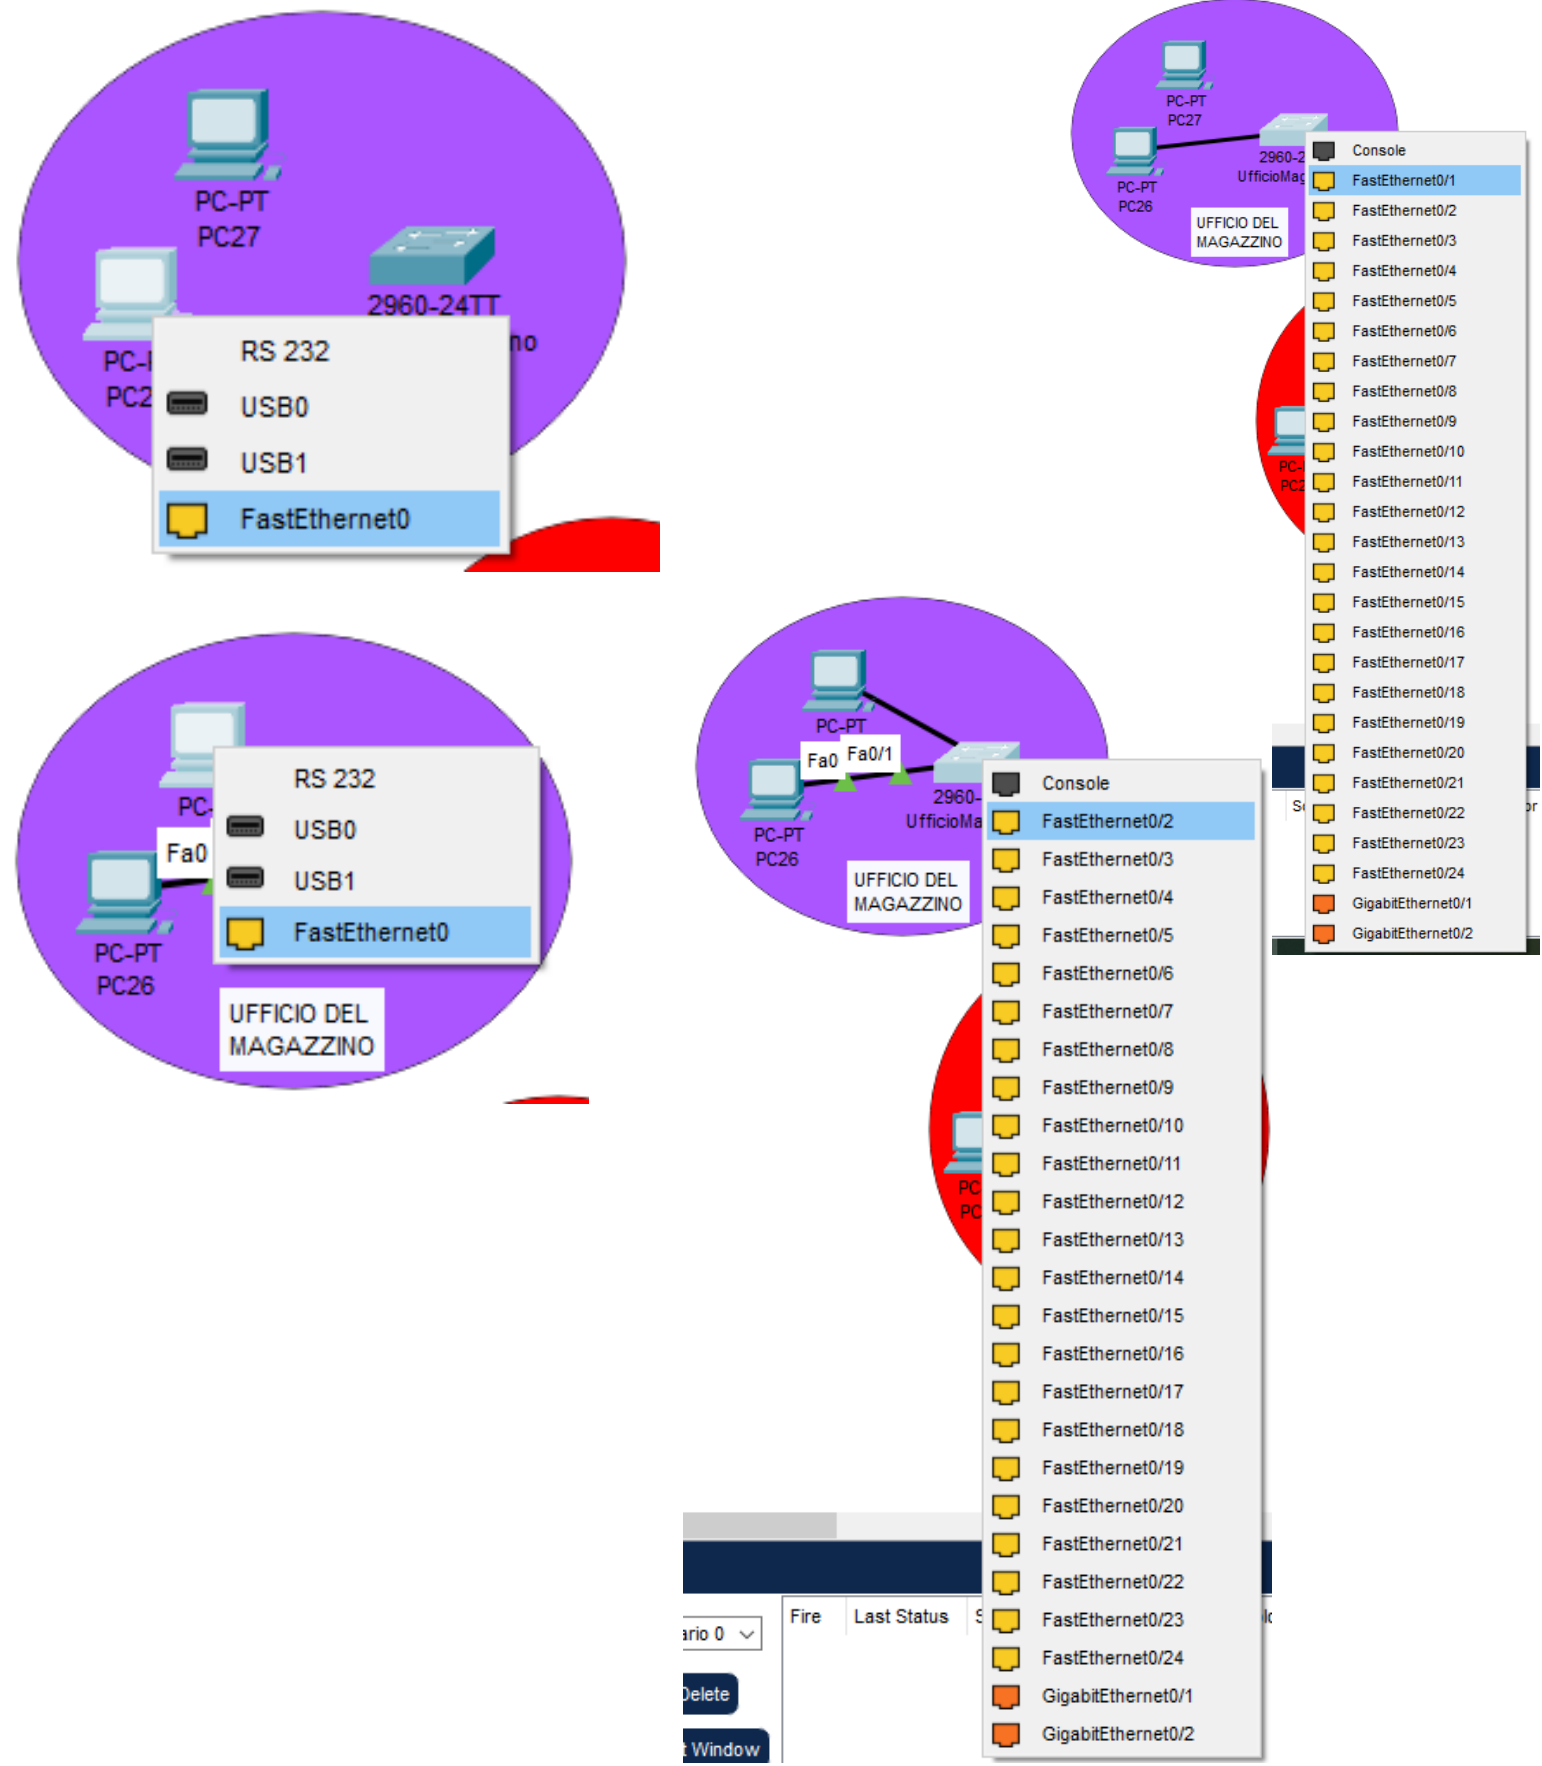 PC-PT
PC27
2960-24TT
no
PC-
PC2
RS 232
USB0
USB1
FastEthernet0
PC-PT
PC27
PC-PT
PC26
2960-2
UfficioMag
UFFICIO DEL
MAGAZZINO
PC-
PC2
Console
FastEthernet0/1
FastEthernet0/2
FastEthernet0/3
FastEthernet0/4
FastEthernet0/5
FastEthernet0/6
FastEthernet0/7
FastEthernet0/8
FastEthernet0/9
FastEthernet0/10
FastEthernet0/11
FastEthernet0/12
FastEthernet0/13
FastEthernet0/14
FastEthernet0/15
FastEthernet0/16
FastEthernet0/17
FastEthernet0/18
FastEthernet0/19
FastEthernet0/20
FastEthernet0/21
FastEthernet0/22
FastEthernet0/23
FastEthernet0/24
GigabitEthernet0/1
GigabitEthernet0/2
PC-
Fa0
PC-PT
PC26
RS 232
USB0
USB1
FastEthernet0
UFFICIO DEL
MAGAZZINO
PC-PT
Fa0
Fa0/1
PC-PT
PC26
2960-
UfficioMa
UFFICIO DEL
MAGAZZINO
PC
PC
Console
FastEthernet0/2
FastEthernet0/3
FastEthernet0/4
FastEthernet0/5
FastEthernet0/6
FastEthernet0/7
FastEthernet0/8
FastEthernet0/9
FastEthernet0/10
FastEthernet0/11
FastEthernet0/12
FastEthernet0/13
FastEthernet0/14
FastEthernet0/15
FastEthernet0/16
FastEthernet0/17
FastEthernet0/18
FastEthernet0/19
FastEthernet0/20
FastEthernet0/21
FastEthernet0/22
FastEthernet0/23
FastEthernet0/24
GigabitEthernet0/1
GigabitEthernet0/2
ario 0
Delete
t Window
Fire
Last Status